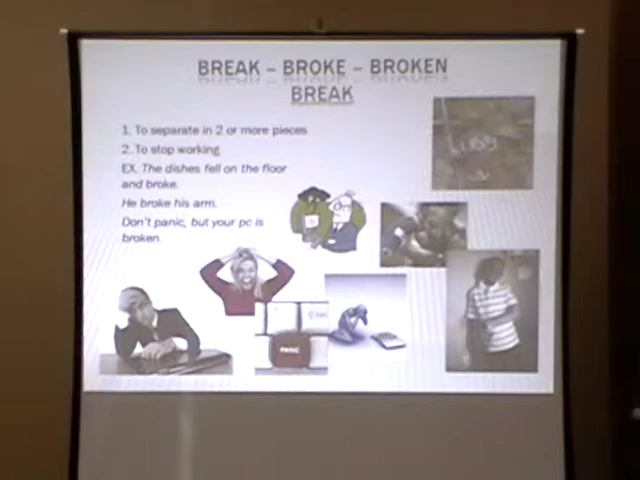 BREAK – BROKE – BROKEN
BREAK
1. To separate in 2 or more pieces
2. To stop working
EX. The dishes fell on the floor
and broke.
He broke his arm.
Don't panic, but your pc is
broken.
PANIC